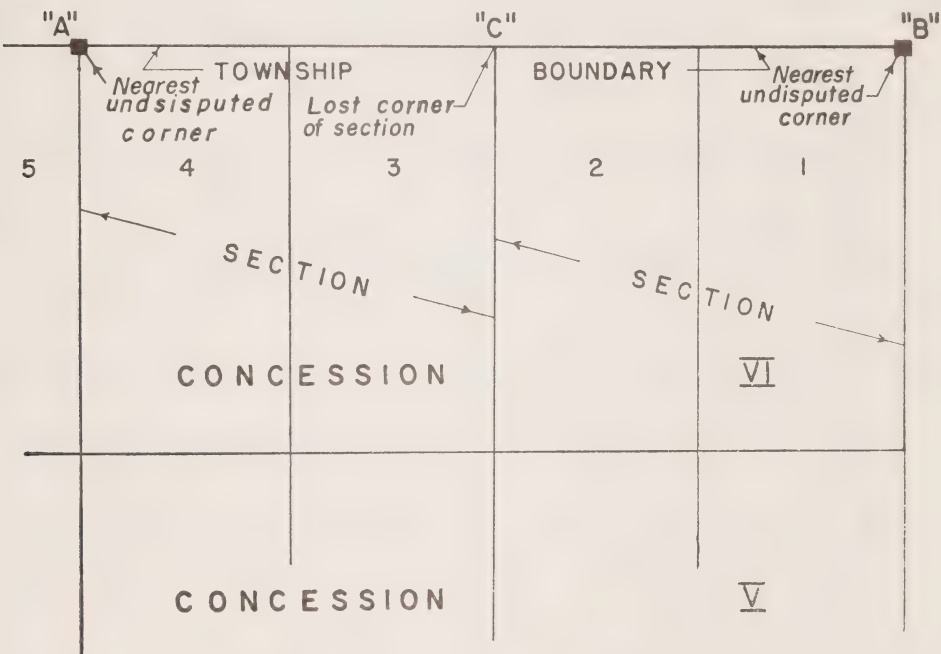 "A" "C" "B"
TOWNSHIP BOUNDARY
Nearest
undsisputed
corner
Lost corner
of section
Nearest
undisputed
corner
5 4 3 2 1
SECTION
SECTION
CONCESSION VI
CONCESSION V